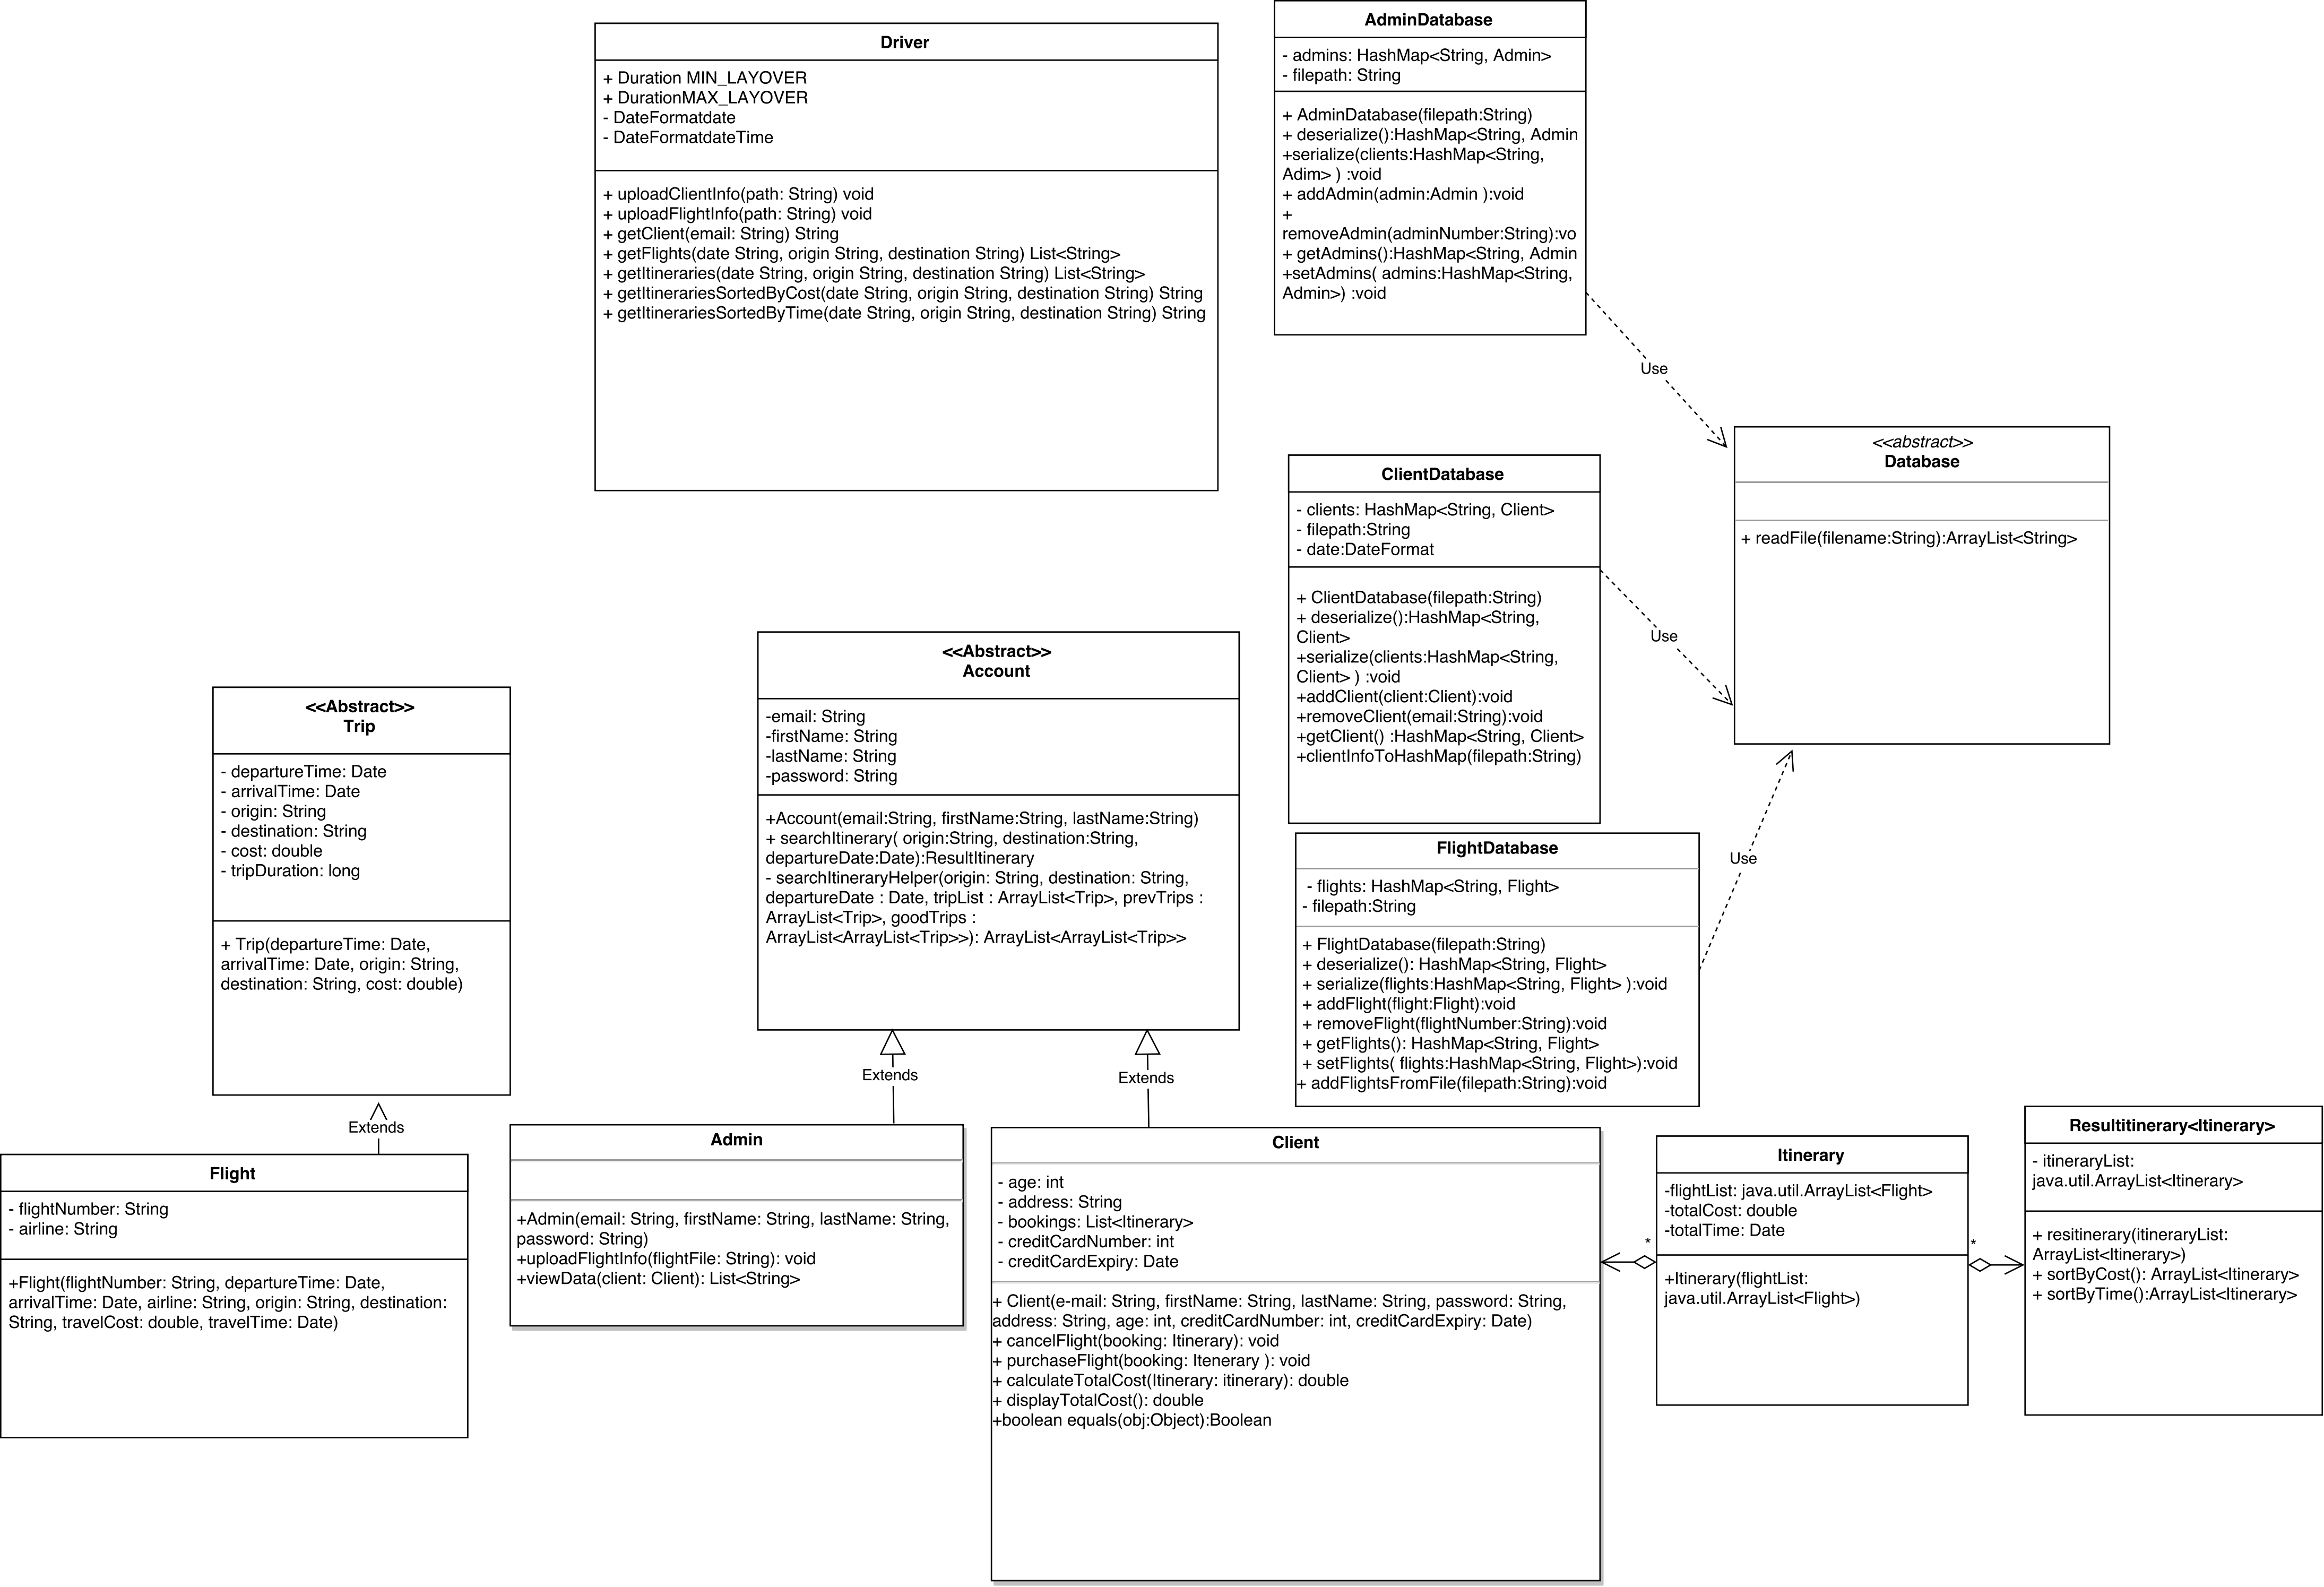 Driver
+ Duration MIN_LAYOVER
+ DurationMAX_LAYOVER
- DateFormatdate
- DateFormatdateTime
+ uploadClientInfo(path: String) void
+ uploadFlightInfo(path: String) void
+ getClient(email: String) String
+ getFlights(date String, origin String, destination String) List<String>
+ getItineraries(date String, origin String, destination String) List<String>
+ getItinerariesSortedByCost(date String, origin String, destination String) String
+ getItinerariesSortedByTime(date String, origin String, destination String) String
AdminDatabase
- admins: HashMap<String, Admin>
- filepath: String
+ AdminDatabase(filepath:String)
+ deserialize():HashMap<String, Admin
+serialize(clients:HashMap<String,
Adim> ) :void
+ addAdmin(admin:Admin ):void
+
removeAdmin(adminNumber:String):vo
+ getAdmins():HashMap<String, Admin
+setAdmins( admins:HashMap<String,
Admin>) :void
Use
<<abstract>>
Database
+ readFile(filename:String):ArrayList<String>
ClientDatabase
- clients: HashMap<String, Client>
- filepath:String
- date:DateFormat
+ ClientDatabase(filepath:String)
+ deserialize():HashMap<String,
Client>
+serialize(clients:HashMap<String,
Client> ) :void
+addClient(client:Client):void
+removeClient(email:String):void
+getClient() :HashMap<String, Client>
+clientInfoToHashMap(filepath:String)
Use
<<Abstract>>
Account
-email: String
-firstName: String
-lastName: String
-password: String
+Account(email:String, firstName:String, lastName:String)
+ searchItinerary( origin:String, destination:String,
departureDate:Date):ResultItinerary
- searchItineraryHelper(origin: String, destination: String,
departureDate : Date, tripList : ArrayList<Trip>, prevTrips :
ArrayList<Trip>, goodTrips :
ArrayList<ArrayList<Trip>>): ArrayList<ArrayList<Trip>>
<<Abstract>>
Trip
- departureTime: Date
- arrivalTime: Date
- origin: String
- destination: String
- cost: double
- tripDuration: long
+ Trip(departureTime: Date,
arrivalTime: Date, origin: String,
destination: String, cost: double)
FlightDatabase
- flights: HashMap<String, Flight>
- filepath:String
+ FlightDatabase(filepath:String)
+ deserialize(): HashMap<String, Flight>
+ serialize(flights:HashMap<String, Flight> ):void
+ addFlight(flight:Flight):void
+ removeFlight(flightNumber:String):void
+ getFlights(): HashMap<String, Flight>
+ setFlights( flights:HashMap<String, Flight>):void
+ addFlightsFromFile(filepath:String):void
Use
Extends
Extends
Extends
Flight
- flightNumber: String
- airline: String
+Flight(flightNumber: String, departureTime: Date,
arrivalTime: Date, airline: String, origin: String, destination:
String, travelCost: double, travelTime: Date)
Admin
+Admin(email: String, firstName: String, lastName: String,
password: String)
+uploadFlightInfo(flightFile: String): void
+viewData(client: Client): List<String>
Client
- age: int
- address: String
- bookings: List<Itinerary>
- creditCardNumber: int
- creditCardExpiry: Date
+ Client(e-mail: String, firstName: String, lastName: String, password: String,
address: String, age: int, creditCardNumber: int, creditCardExpiry: Date)
+ cancelFlight(booking: Itinerary): void
+ purchaseFlight(booking: Itenerary ): void
+ calculateTotalCost(Itinerary: itinerary): double
+ displayTotalCost(): double
+boolean equals(obj:Object):Boolean
*
Itinerary
-flightList: java.util.ArrayList<Flight>
-totalCost: double
-totalTime: Date
+Itinerary(flightList:
java.util.ArrayList<Flight>)
*
Resultitinerary<Itinerary>
- itineraryList:
java.util.ArrayList<Itinerary>
+ resitinerary(itineraryList:
ArrayList<Itinerary>)
+ sortByCost(): ArrayList<Itinerary>
+ sortByTime():ArrayList<Itinerary>